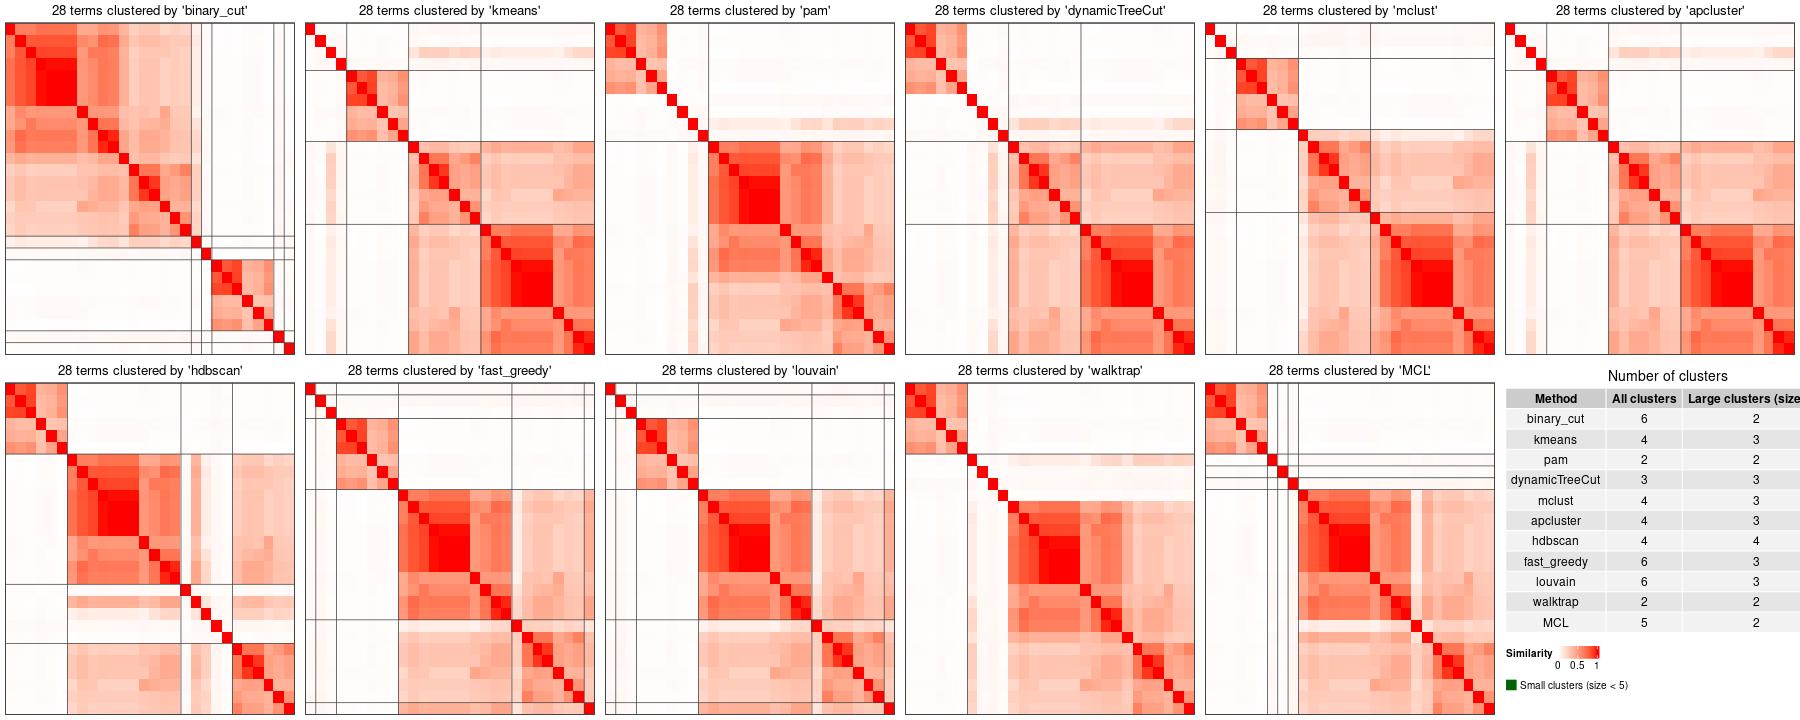 28 terms clustered by 'binary_cut'
28 terms clustered by 'kmeans'
28 terms clustered by 'pam'
28 terms clustered by 'dynamicTreeCut'
28 terms clustered by 'mclust'
28 terms clustered by 'apcluster'
28 terms clustered by 'hdbscan'
28 terms clustered by 'fast_greedy'
28 terms clustered by 'louvain'
28 terms clustered by 'walktrap'
28 terms clustered by 'MCL'
Number of clusters
Method All clusters Large clusters (size
binary_cut 6 2
kmeans 4 3
pam 2 2
dynamicTreeCut 3 3
mclust 4 3
apcluster 4 3
hdbscan 4 4
fast_greedy 6 3
louvain 6 3
walktrap 2 2
MCL 5 2
Similarity
0 0.5 1
Small clusters (size < 5)